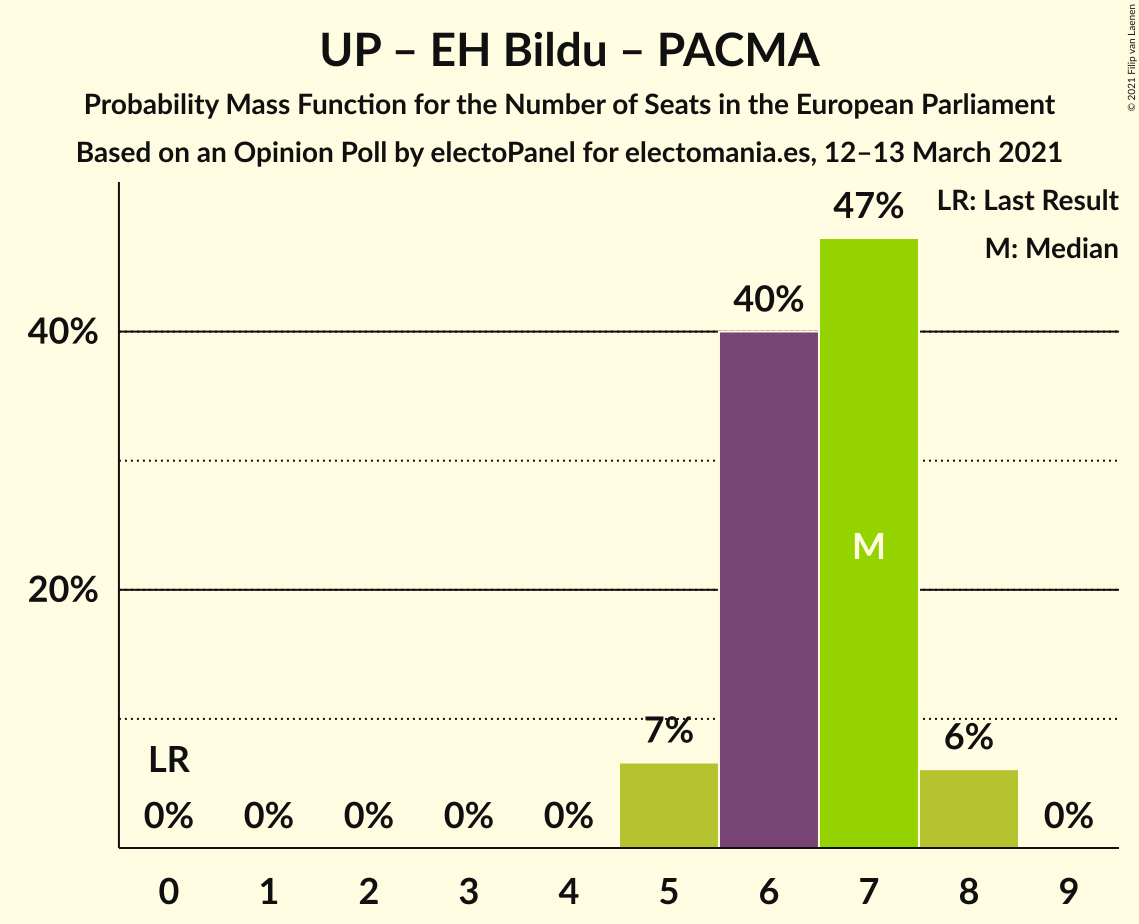 UP – EH Bildu – PACMA
Probability Mass Function for the Number of Seats in the European Parliament
Based on an Opinion Poll by electoPanel for electomania.es, 12–13 March 2021
© 2021 Filip van Laenen
LR: Last Result
M: Median
47%
40%
40%
M
20%
7%
6%
LR
0% 0% 0% 0% 0% 0%
0 1 2 3 4 5 6 7 8 9